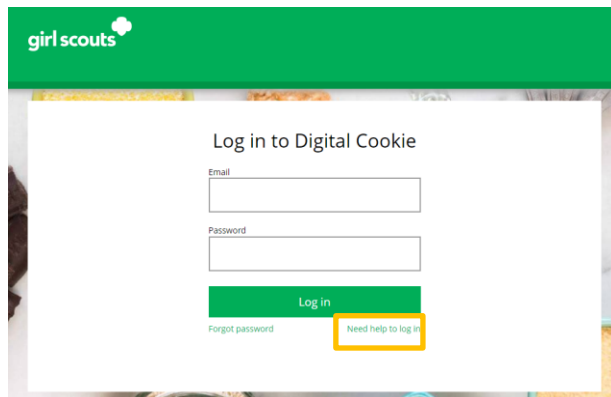 girl scouts
Log in to Digital Cookie
Email
Password
Log in
Forgot password Need help to log in